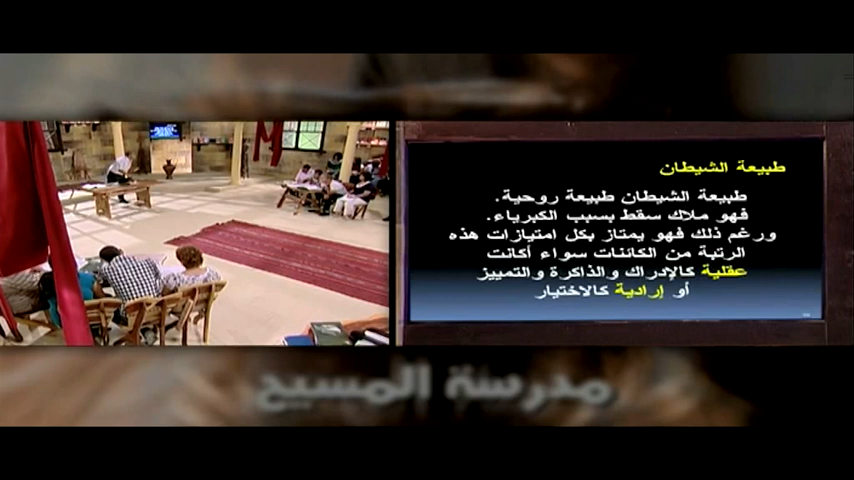 طبيعة الشيطان
طبيعة الشيطان طبيعة روحية.
فهو ملاك سقط بسبب الكبرياء.
ورغم ذلك فهو يمتاز بكل امتيازات هذه
الرتبة من الكائنات سواء أكانت
عقلية كالإدراك والذاكرة والتمييز
أو إرادية كالاختيار
مدرسة المسيح